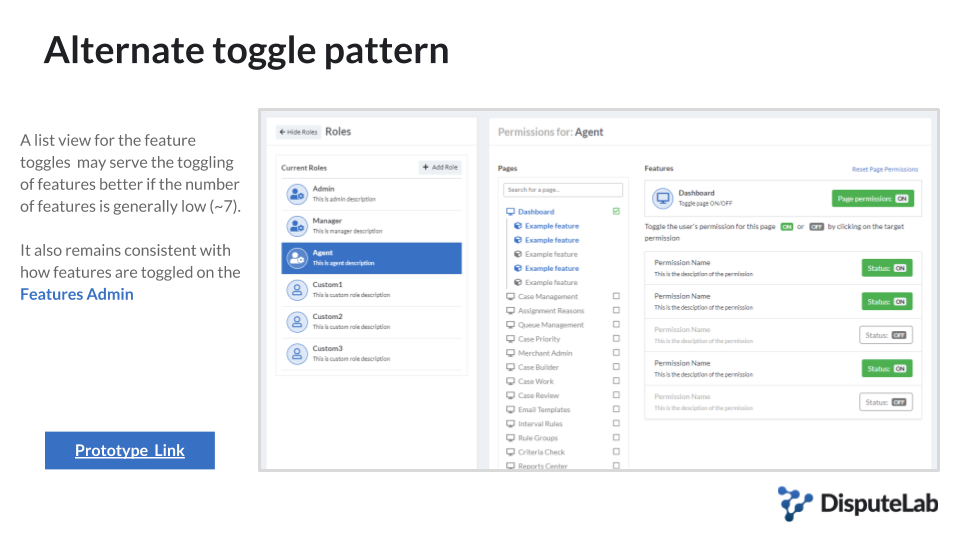 Alternate toggle pattern
A list view for the feature
toggles may serve the toggling
of features better if the number
of features is generally low (~7).
It also remains consistent with
how features are toggled on the
Features Admin
Prototype Link
Hide Roles Roles
Current Roles + Add Role
Admin
This is admin description
Manager
This is manager description
Agent
This is agent description
Custom1
This is custom role description
Custom2
This is custom role description
Custom3
This is custom role description
Permissions for: Agent
Pages
Search for a page...
Dashboard
Example feature
Example feature
Example feature
Example feature
Example feature
Case Management
Assignment Reasons
Queue Management
Case Priority
Merchant Admin
Case Builder
Case Work
Case Review
Email Templates
Interval Rules
Rule Groups
Criteria Check
Reports Center
Features Reset Page Permissions
Dashboard
Toggle page ON/OFF
Page permission: ON
Toggle the user's permission for this page ON or OFF by clicking on the target
permission
Permission Name
This is the desciption of the permission
Status: ON
Permission Name
This is the desciption of the permission
Status: ON
Permission Name
This is the desciption of the permission
Status: OFF
Permission Name
This is the desciption of the permission
Status: ON
Permission Name
This is the desciption of the permission
Status: OFF
DisputeLab